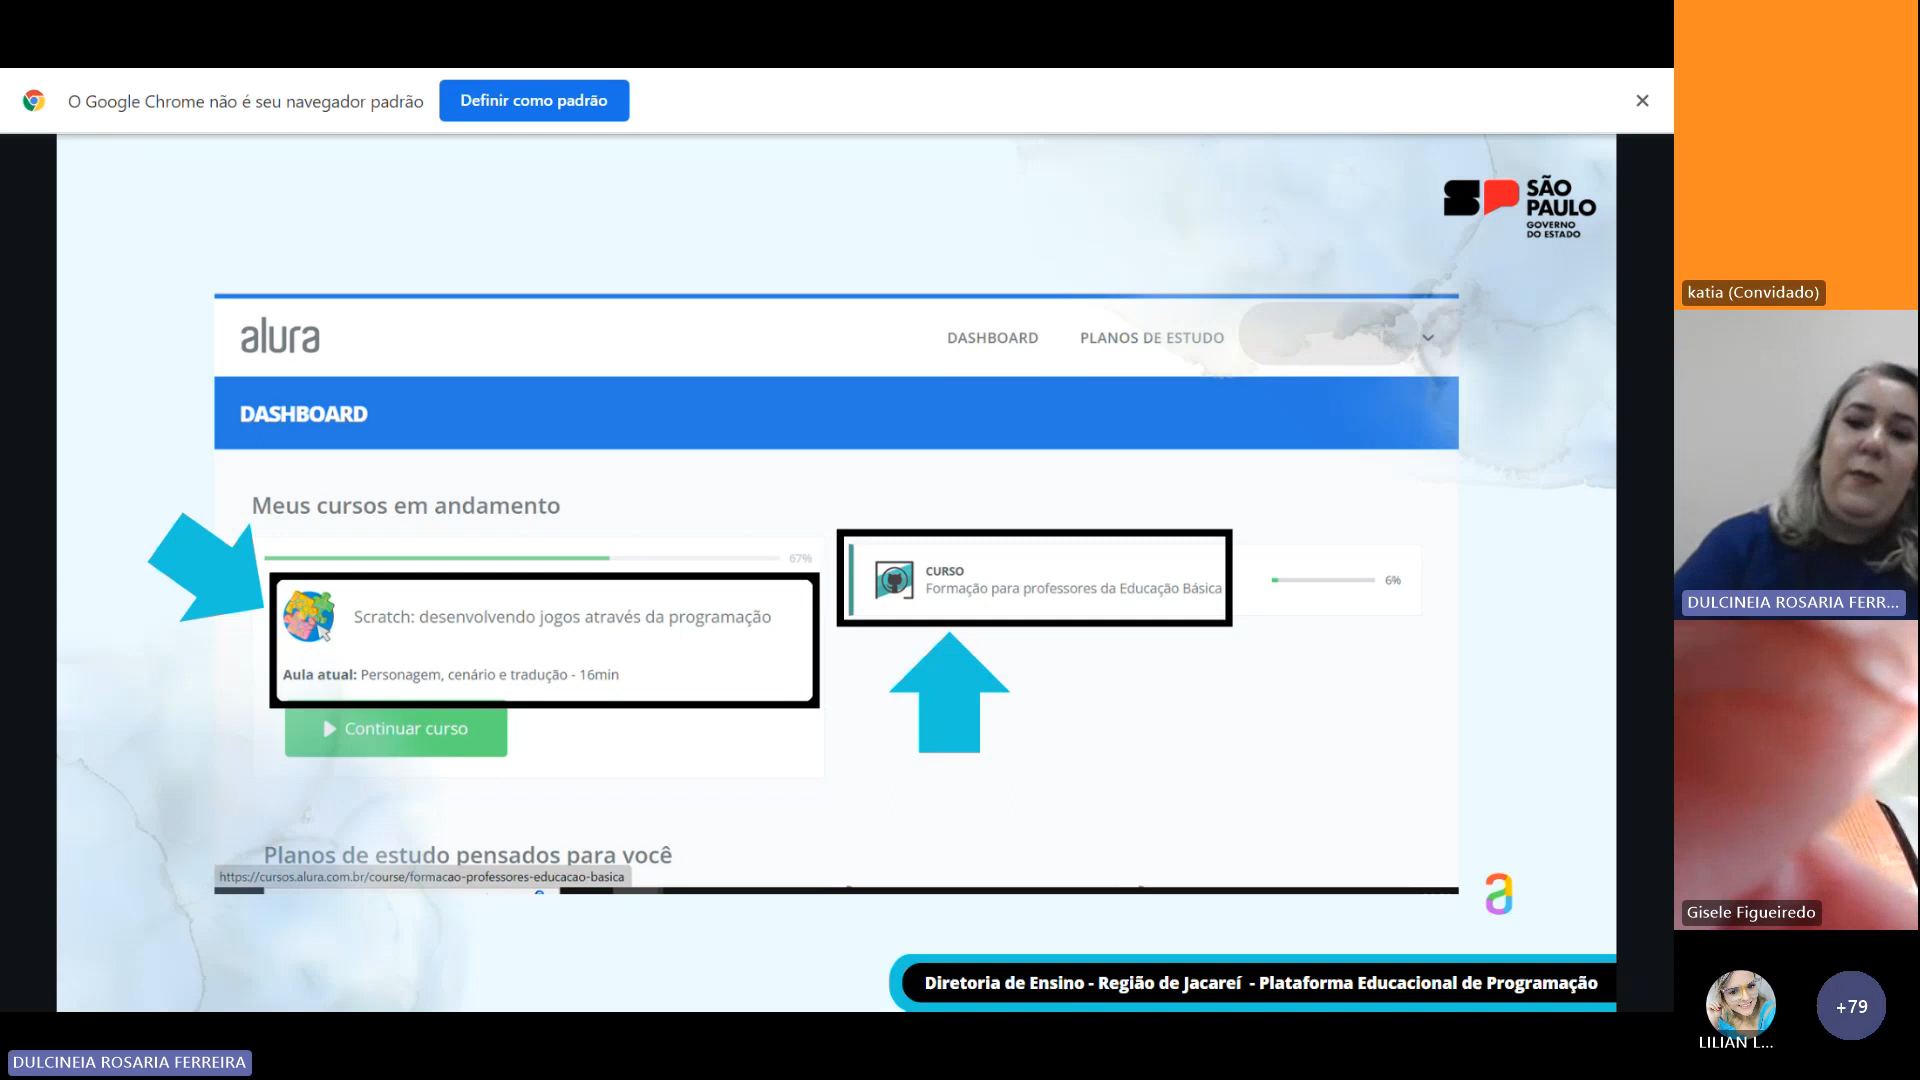 O Google Chrome não é seu navegador padrão
Definir como padrão
SÃO
PAULO
GOVERNO
DO ESTADO
alura
DASHBOARD
PLANOS DE ESTUDO
DASHBOARD
Meus cursos em andamento
67%
Scratch: desenvolvendo jogos através da programação
Aula atual: Personagem, cenário e tradução - 16min
Continuar curso
CURSO
Formação para professores da Educação Básica
6%
Planos de estudo pensados para você
https://cursos.alura.com.br/course/formacao-professores-educacao-basica
a
Diretoria de Ensino - Região de Jacareí - Plataforma Educacional de Programação
katia (Convidado)
DULCINEIA ROSARIA FERR...
Gisele Figueiredo
LILIAN L...
+79
DULCINEIA ROSARIA FERREIRA